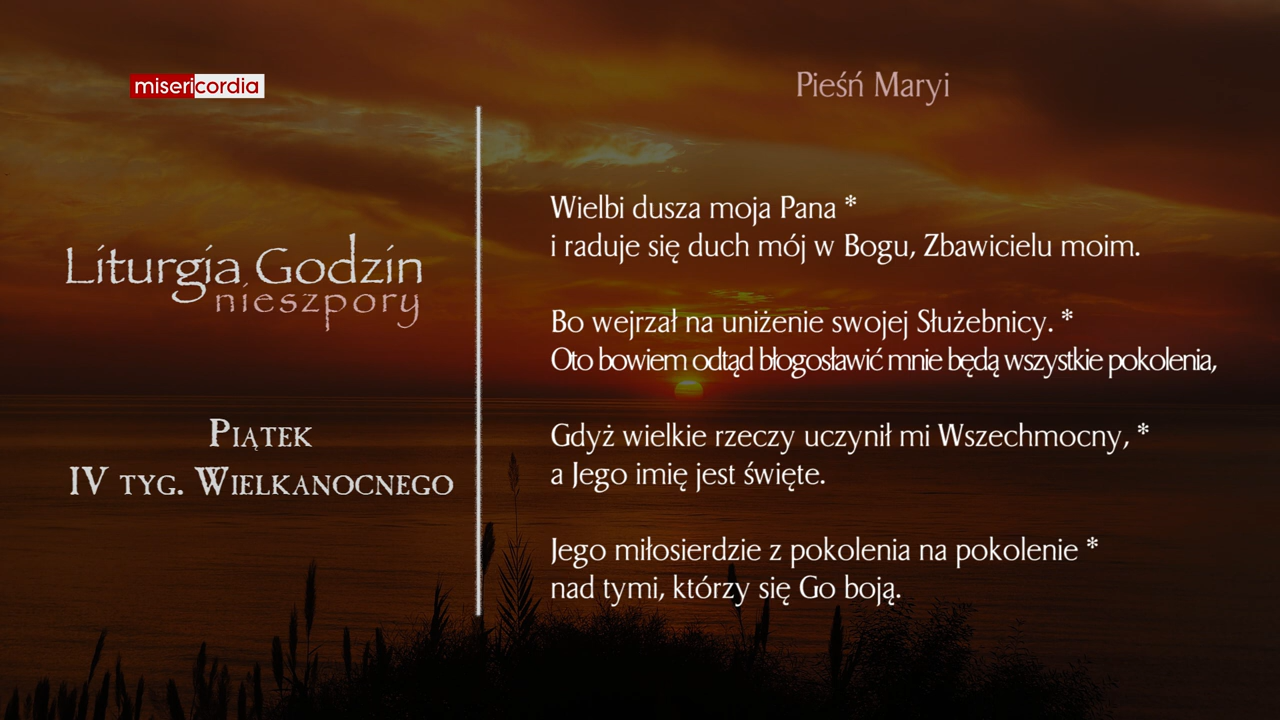 misericordia
Liturgia Godzin
nieszpory
Piątek
IV tyg. Wielkanocnego
Pieśń Maryi
Wielbi dusza moja Pana *
i raduje się duch mój w Bogu, Zbawicielu moim.
Bo wejrzał na uniżenie swojej Służebnicy. *
Oto bowiem odtąd błogosławić mnie będą wszystkie pokolenia,
Gdyż wielkie rzeczy uczynił mi Wszechmocny, *
a Jego imię jest święte.
Jego miłosierdzie z pokolenia na pokolenie *
nad tymi, którzy się Go boją.